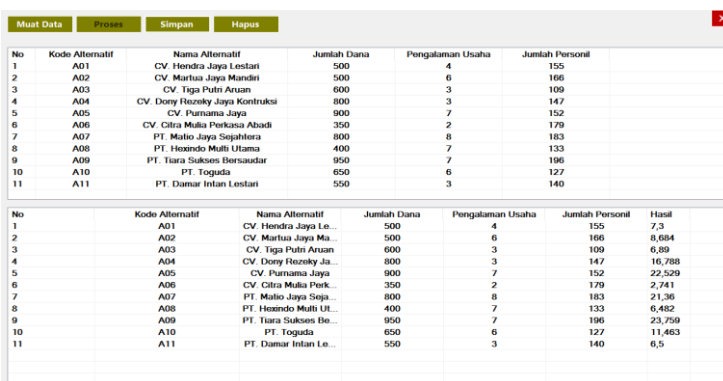 Muat Data Proses Simpan Hapus
No Kode Alternatif Nama Alternatif Jumlah Dana Pengalaman Usaha Jumlah Personil
1 A01 CV. Hendra Jaya Lestari 500 4 155
2 A02 CV. Martua Jaya Mandiri 500 6 166
3 A03 CV. Tiga Putri Aruan 600 3 109
4 A04 CV. Dony Rezeky Jaya Kontruksi 800 3 147
5 A05 CV. Purnama Jaya 900 7 152
6 A06 CV. Citra Mulia Perkasa Abadi 350 2 179
7 A07 PT. Matio Jaya Sejahtera 800 8 183
8 A08 PT. Hexindo Multi Utama 400 7 133
9 A09 PT. Tiara Sukses Bersaudar 950 7 196
10 A10 PT. Toguda 650 6 127
11 A11 PT. Damar Intan Lestari 550 3 140
No Kode Alternatif Nama Alternatif Jumlah Dana Pengalaman Usaha Jumlah Personil Hasil
1 A01 CV. Hendra Jaya Le... 500 4 155 7,3
2 A02 CV. Martua Jaya Ma... 500 6 166 8,684
3 A03 CV. Tiga Putri Aruan 600 3 109 6,89
4 A04 CV. Dony Rezeky Ja... 800 3 147 16,788
5 A05 CV. Purnama Jaya 900 7 152 22,529
6 A06 CV. Citra Mulia Perk... 350 2 179 2,741
7 A07 PT. Matio Jaya Seja... 800 8 183 21,36
8 A08 PT. Hexindo Multi Ut... 400 7 133 6,482
9 A09 PT. Tiara Sukses Be... 950 7 196 23,759
10 A10 PT. Toguda 650 6 127 11,463
11 A11 PT. Damar Intan Le... 550 3 140 6,5